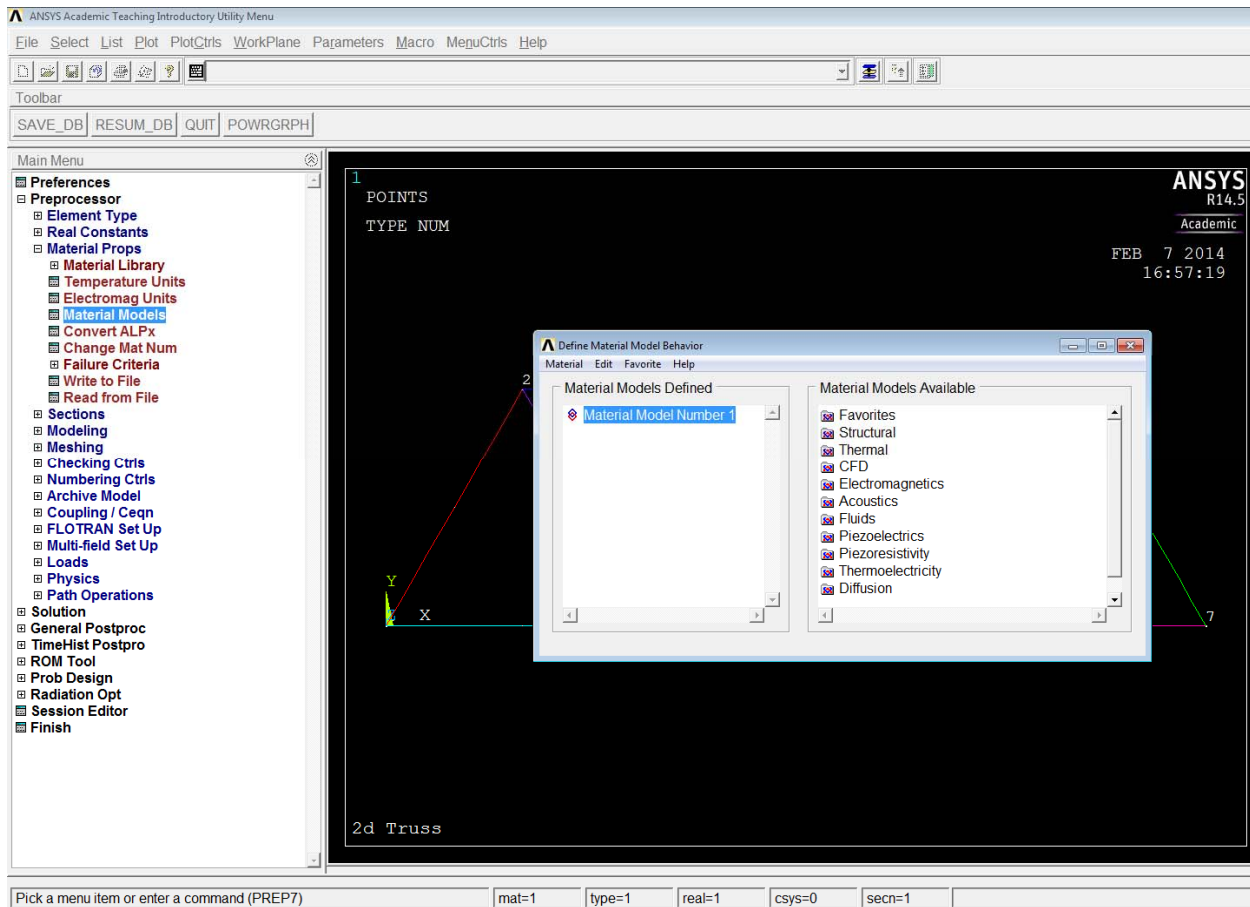 ANSYS Academic Teaching Introductory Utility Menu
File Select List Plot PlotCtrls WorkPlane Parameters Macro MenuCtrls Help
Toolbar
SAVE_DB RESUM_DB QUIT POWRGRPH
Main Menu
Preferences
Preprocessor
Element Type
Real Constants
Material Props
Material Library
Temperature Units
Electromag Units
Material Models
Convert ALPx
Change Mat Num
Failure Criteria
Write to File
Read from File
Sections
Modeling
Meshing
Checking Ctrls
Numbering Ctrls
Archive Model
Coupling / Ceqn
FLOTRAN Set Up
Multi-field Set Up
Loads
Physics
Path Operations
Solution
General Postproc
TimeHist Postpro
ROM Tool
Prob Design
Radiation Opt
Session Editor
Finish
1
POINTS
TYPE NUM
ANSYS
R14.5
Academic
FEB 7 2014
16:57:19
2
Define Material Model Behavior
Material Edit Favorite Help
Material Models Defined
Material Model Number 1
Material Models Available
Favorites
Structural
Thermal
CFD
Electromagnetics
Acoustics
Fluids
Piezoelectrics
Piezoresistivity
Thermoelectricity
Diffusion
Y
X
7
2d Truss
Pick a menu item or enter a command (PREP7) mat=1 type=1 real=1 csys=0 secn=1